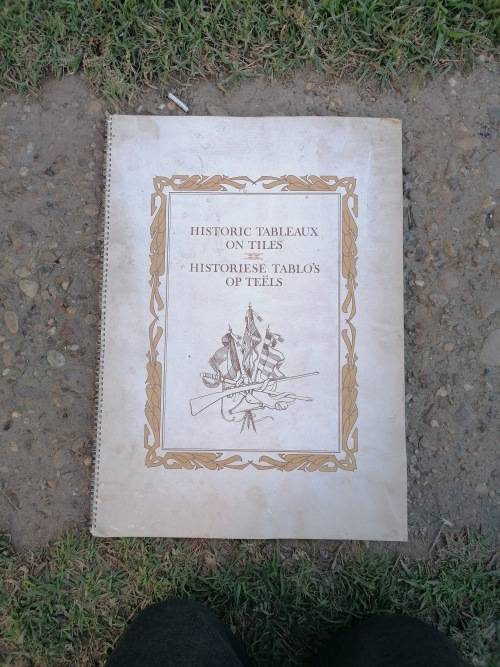 HISTORIC TABLEAUX
ON TILES
HISTORIESE TABLO'S
OP TEËLS